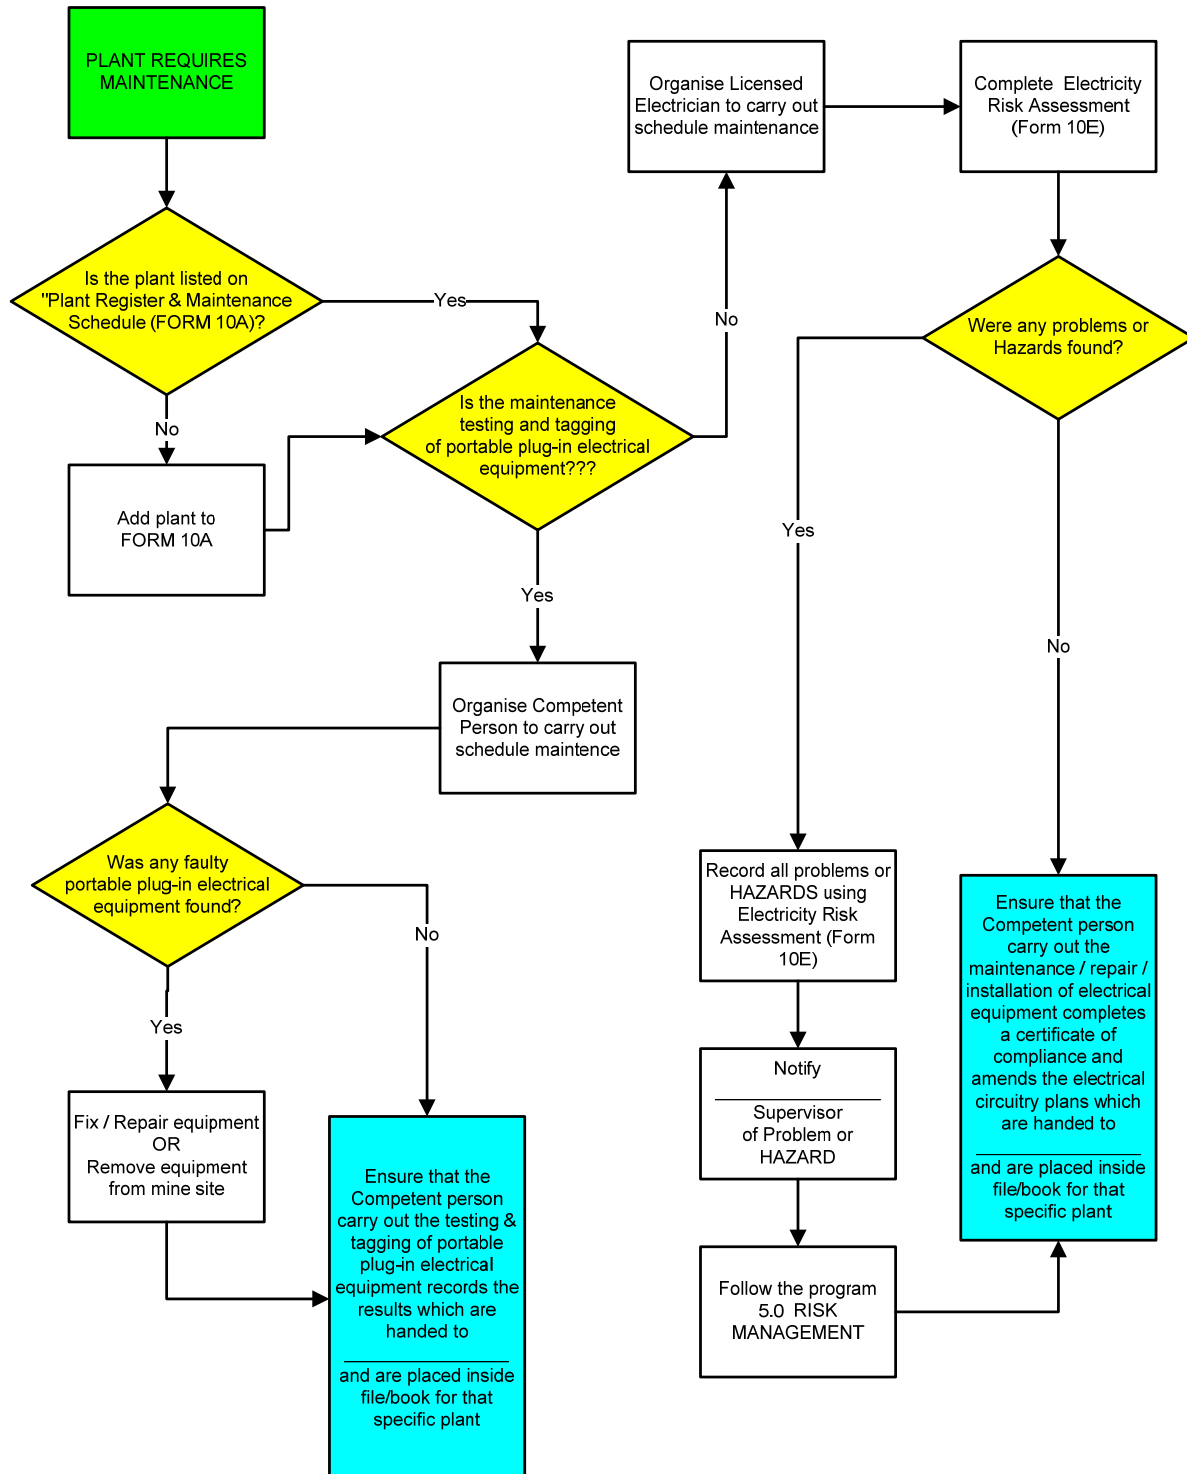 PLANT REQUIRES
MAINTENANCE
Is the plant listed on
"Plant Register & Maintenance
Schedule (FORM 10A)?
Yes
No
Add plant to
FORM 10A
Is the maintenance
testing and tagging
of portable plug-in electrical
equipment???
No
Yes
Organise Licensed
Electrician to carry out
schedule maintenance
Complete Electricity
Risk Assessment
(Form 10E)
Were any problems or
Hazards found?
Yes
No
Organise Competent
Person to carry out
schedule maintence
Was any faulty
portable plug-in electrical
equipment found?
No
Yes
Fix / Repair equipment
OR
Remove equipment
from mine site
Ensure that the
Competent person
carry out the testing &
tagging of portable
plug-in electrical
equipment records the
results which are
handed to
and are placed inside
file/book for that
specific plant
Record all problems or
HAZARDS using
Electricity Risk
Assessment (Form
10E)
Notify
Supervisor
of Problem or
HAZARD
Follow the program
5.0 RISK
MANAGEMENT
Ensure that the
Competent person
carry out the
maintenance / repair /
installation of electrical
equipment completes
a certificate of
compliance and
amends the electrical
circuitry plans which
are handed to
and are placed inside
file/book for that
specific plant